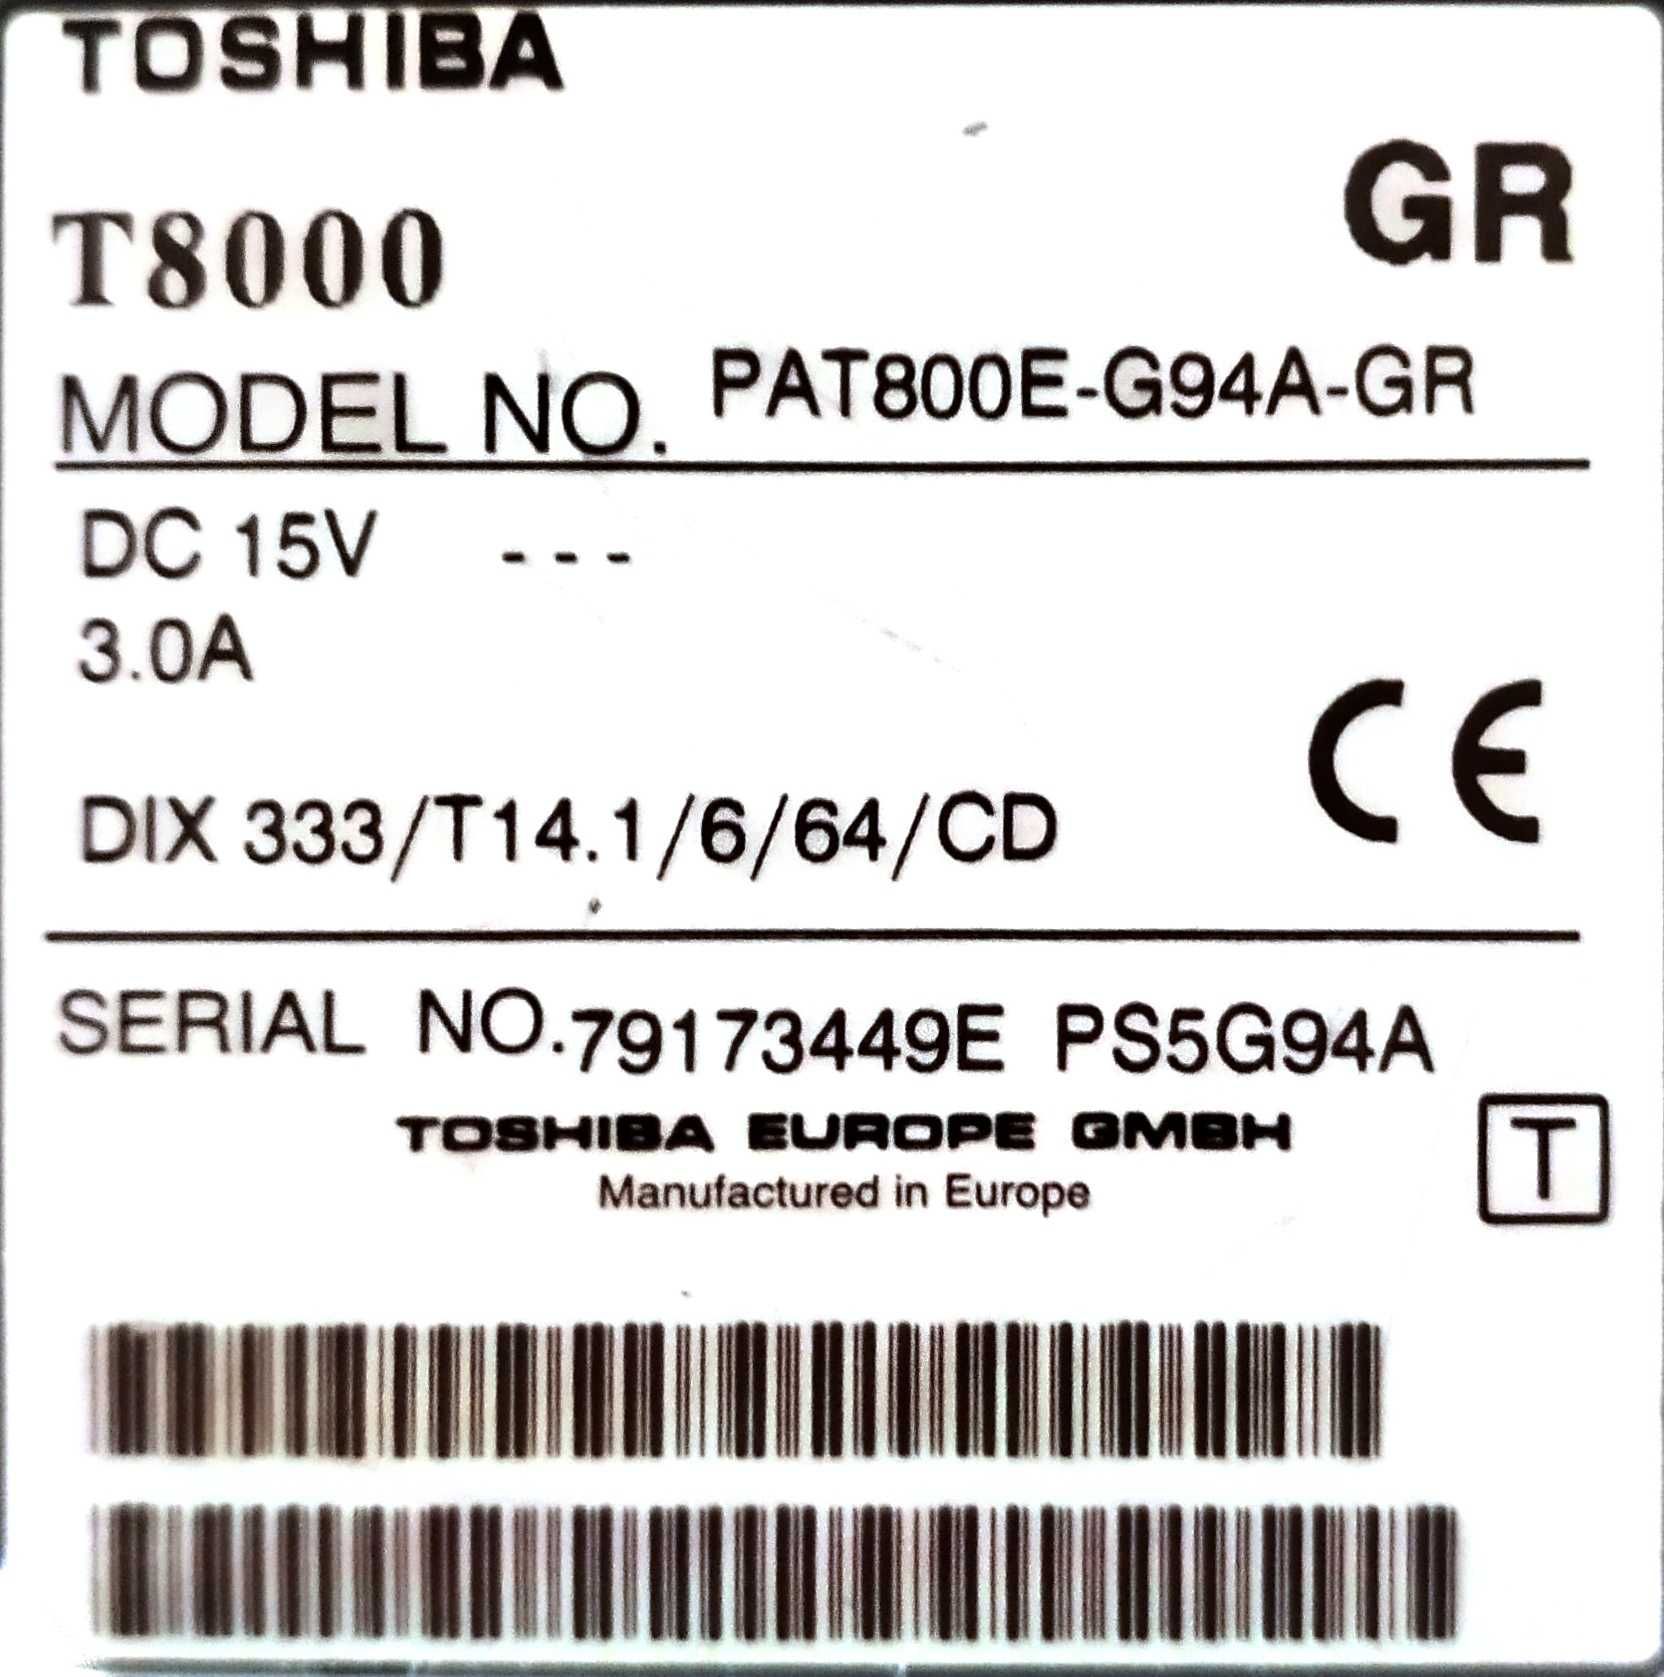 TOSHIBA
GR
T8000
MODEL NO. PAT800E-G94A-GR
DC 15V ---
3.0A
CE
DIX 333/T14.1/6/64/CD
SERIAL NO.79173449E PS5G94A
TOSHIBA EUROPE GMBH
Manufactured in Europe
T